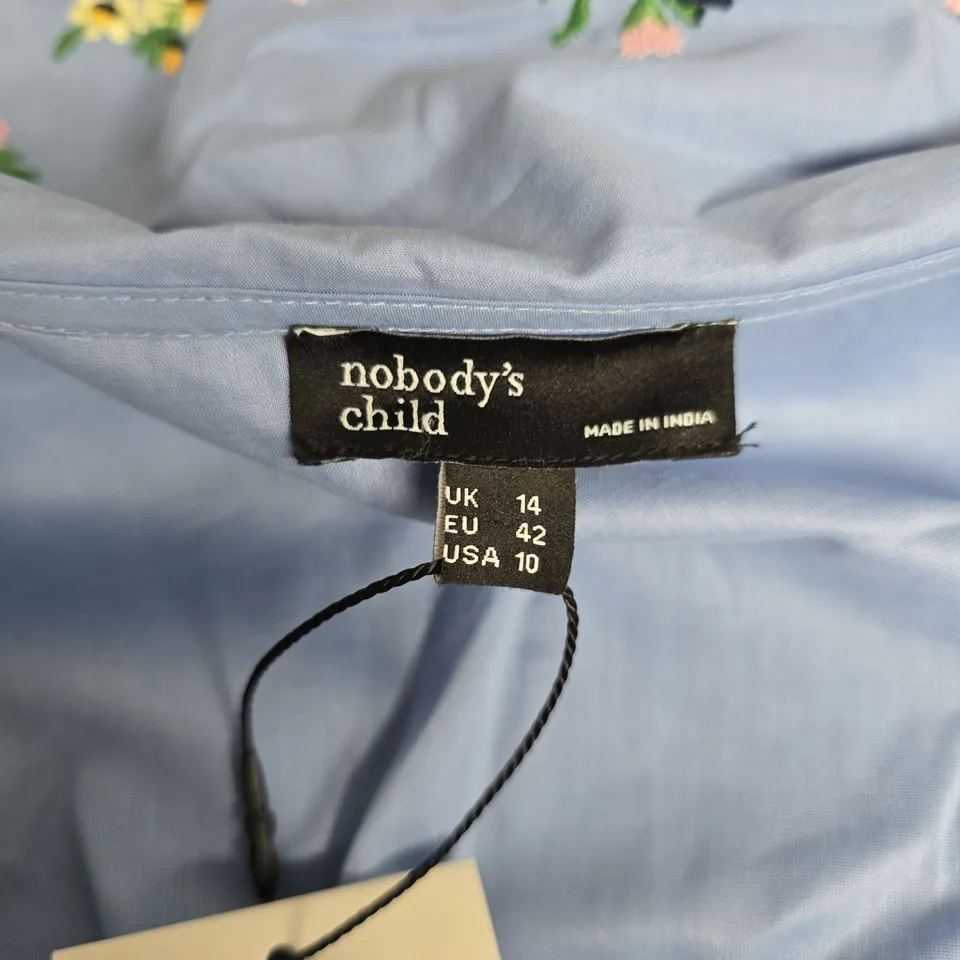 nobody's
child
MADE IN INDIA
UK 14
EU 42
USA 10